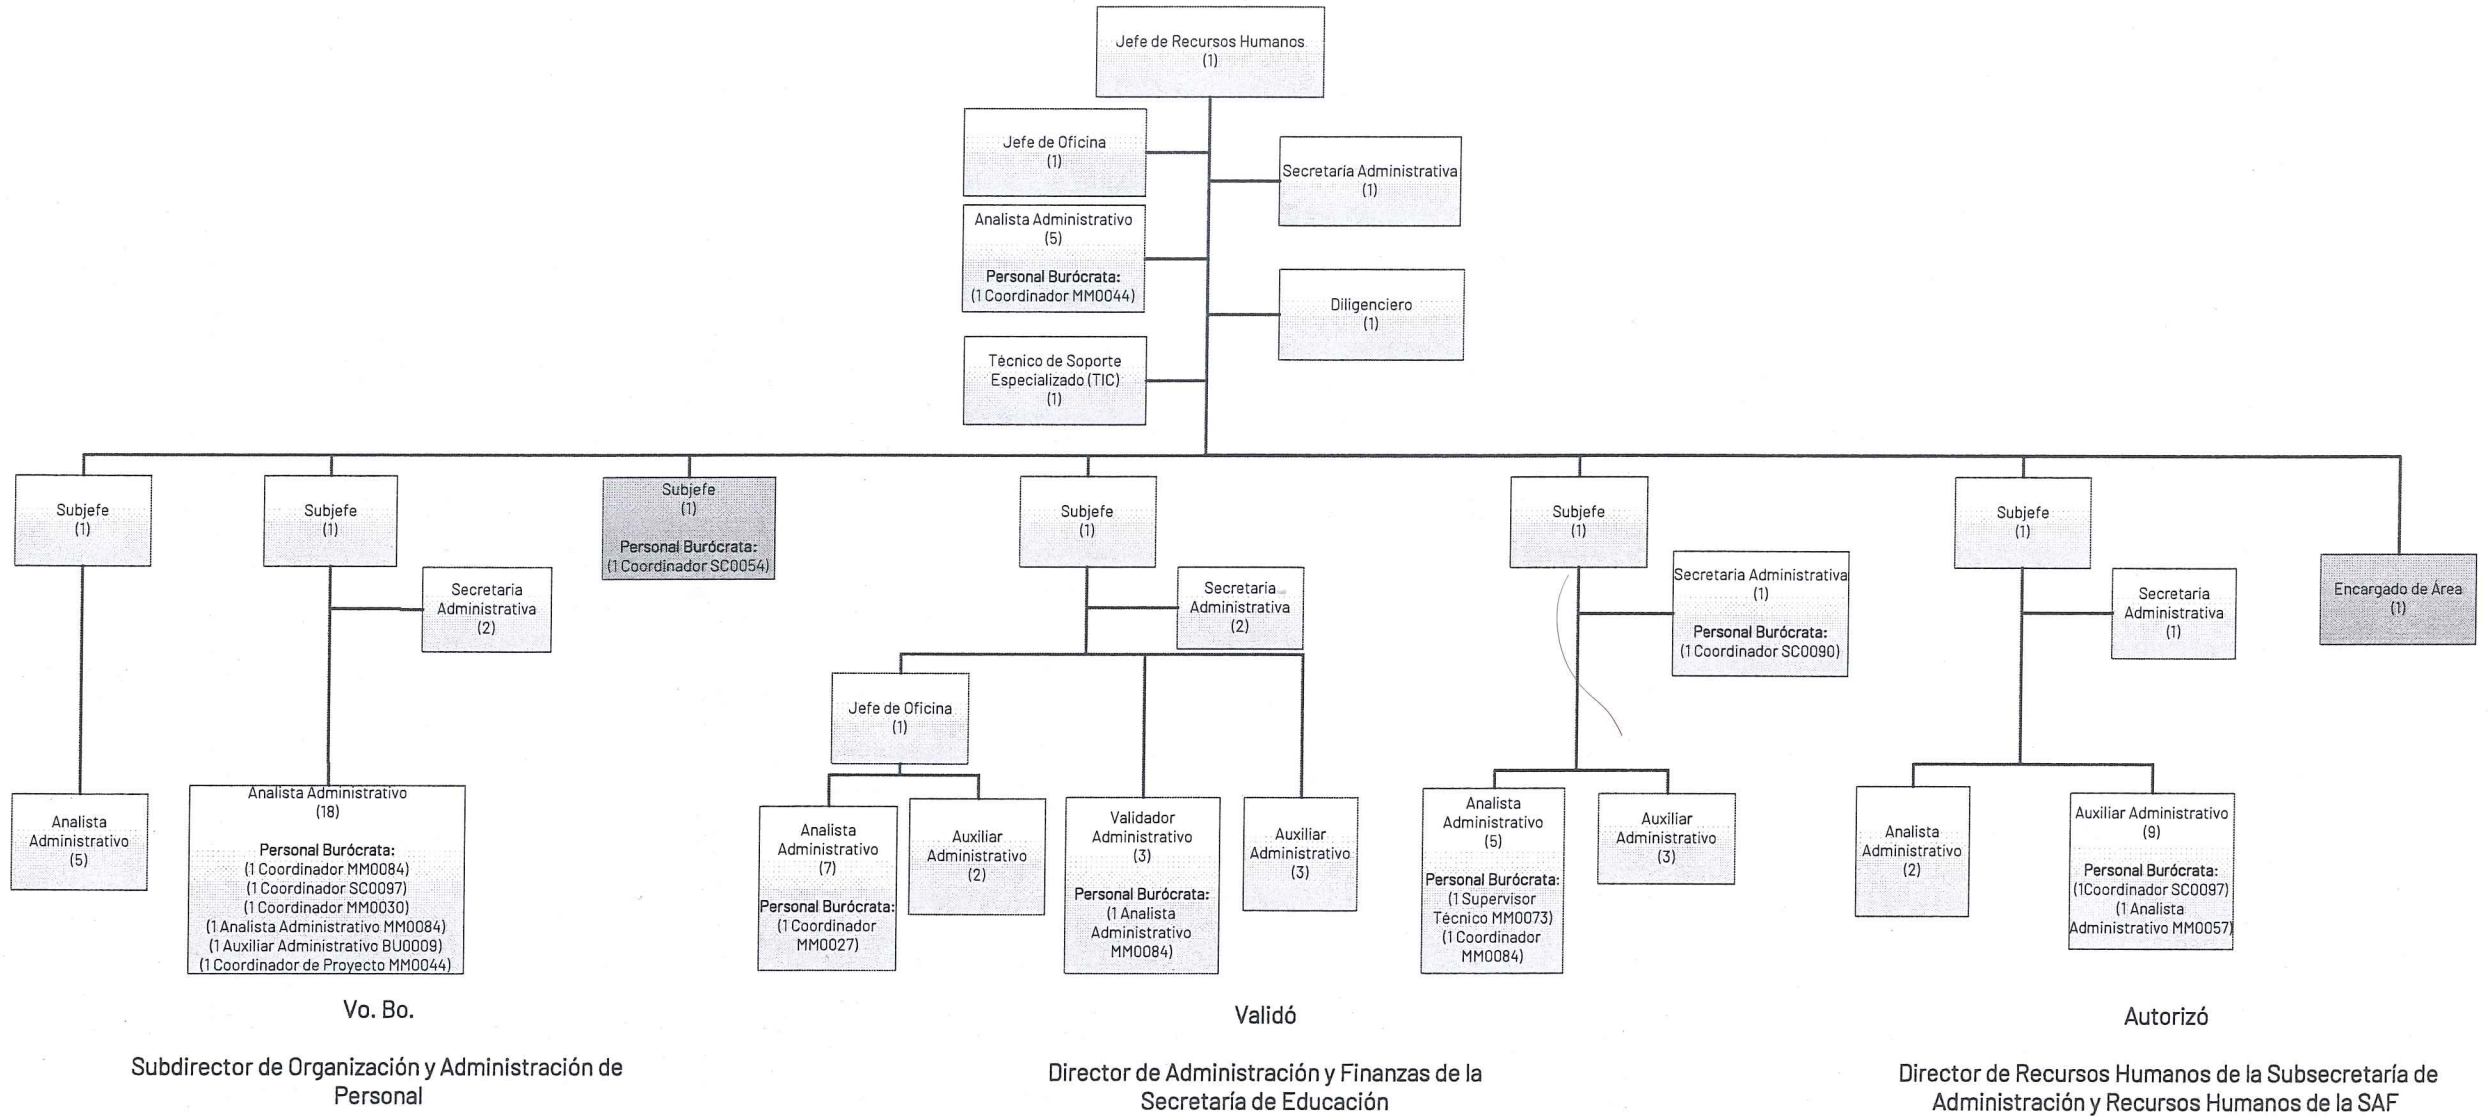 Jefe de Recursos Humanos
(1)
Jefe de Oficina
(1)
Secretaría Administrativa
(1)
Analista Administrativo
(5)
Personal Burócrata:
(1 Coordinador MM0044)
Diligenciero
(1)
Técnico de Soporte
Especializado (TIC)
(1)
Subjefe
(1)
Subjefe
(1)
Subjefe
(1)
Personal Burócrata:
(1 Coordinador SC0054)
Subjefe
(1)
Subjefe
(1)
Subjefe
(1)
Encargado de Área
(1)
Secretaria
Administrativa
(2)
Secretaria
Administrativa
(2)
Secretaria Administrativa
(1)
Personal Burócrata:
(1 Coordinador SC0090)
Secretaria
Administrativa
(1)
Jefe de Oficina
(1)
Analista
Administrativo
(5)
Analista Administrativo
(18)
Personal Burócrata:
(1 Coordinador MM0084)
(1 Coordinador SC0097)
(1 Coordinador MM0030)
(1 Analista Administrativo MM0084)
(1 Auxiliar Administrativo BU0009)
(1 Coordinador de Proyecto MM0044)
Analista
Administrativo
(7)
Personal Burócrata:
(1 Coordinador
MM0027)
Auxiliar
Administrativo
(2)
Validador
Administrativo
(3)
Personal Burócrata:
(1 Analista
Administrativo
MM0084)
Auxiliar
Administrativo
(3)
Analista
Administrativo
(5)
Personal Burócrata:
(1 Supervisor
Técnico MM0073)
(1 Coordinador
MM0084)
Auxiliar
Administrativo
(3)
Analista
Administrativo
(2)
Auxiliar Administrativo
(9)
Personal Burócrata:
(1Coordinador SC0097)
(1 Analista
Administrativo MM0057)
Vo. Bo.
Subdirector de Organización y Administración de
Personal
Validó
Director de Administración y Finanzas de la
Secretaría de Educación
Autorizó
Director de Recursos Humanos de la Subsecretaría de
Administración y Recursos Humanos de la SAF